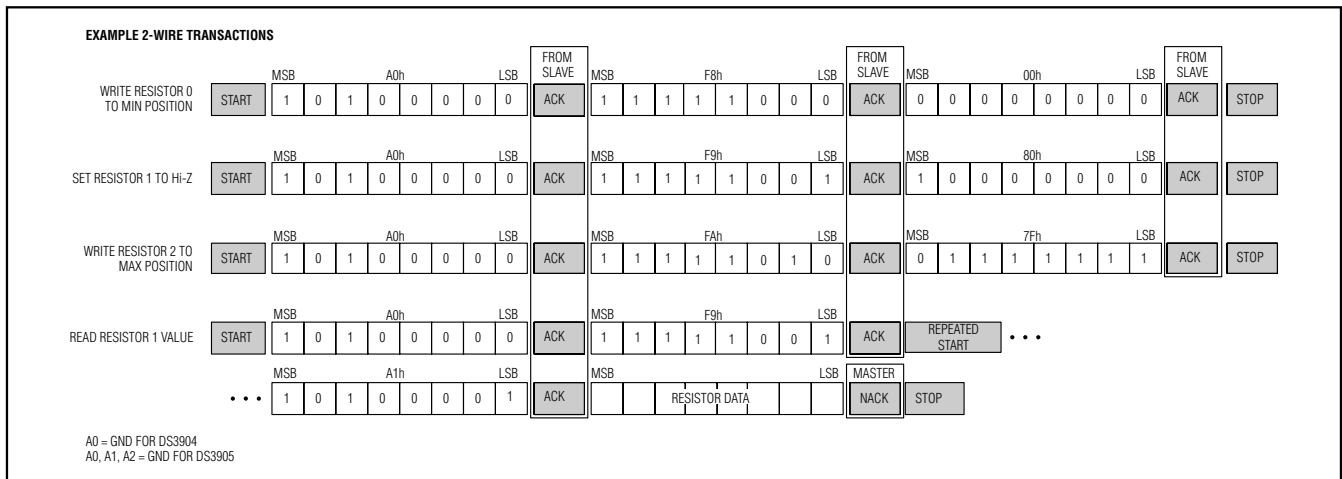 EXAMPLE 2-WIRE TRANSACTIONS
FROM SLAVE FROM SLAVE FROM SLAVE
MSB A0h LSB MSB F8h LSB MSB 00h LSB
WRITE RESISTOR 0 TO MIN POSITION START 1 0 1 0 0 0 0 0 ACK 1 1 1 1 1 0 0 0 ACK 0 0 0 0 0 0 0 0 ACK STOP
MSB A0h LSB MSB F9h LSB MSB 80h LSB
SET RESISTOR 1 TO Hi-Z START 1 0 1 0 0 0 0 0 ACK 1 1 1 1 1 0 0 1 ACK 1 0 0 0 0 0 0 0 ACK STOP
MSB A0h LSB MSB FAh LSB MSB 7Fh LSB
WRITE RESISTOR 2 TO MAX POSITION START 1 0 1 0 0 0 0 0 ACK 1 1 1 1 1 0 1 0 ACK 0 1 1 1 1 1 1 1 ACK STOP
MSB A0h LSB MSB F9h LSB
READ RESISTOR 1 VALUE START 1 0 1 0 0 0 0 0 ACK 1 1 1 1 1 0 0 1 ACK REPEATED START • • •
MSB A1h LSB MSB LSB MASTER
• • • 1 0 1 0 0 0 0 1 ACK RESISTOR DATA NACK STOP
A0 = GND FOR DS3904
A0, A1, A2 = GND FOR DS3905